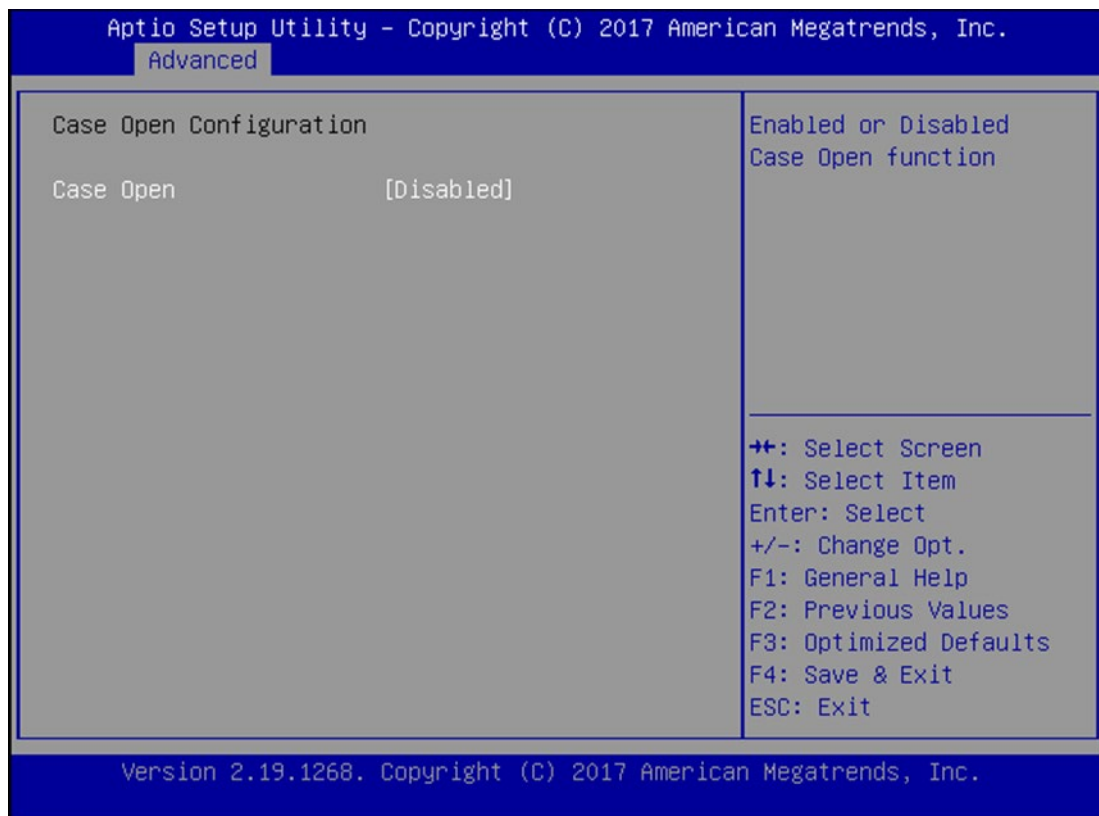 Aptio Setup Utility – Copyright (C) 2017 American Megatrends, Inc.
Advanced
Case Open Configuration
Case Open [Disabled]
Enabled or Disabled
Case Open function
→←: Select Screen
↑↓: Select Item
Enter: Select
+/-: Change Opt.
F1: General Help
F2: Previous Values
F3: Optimized Defaults
F4: Save & Exit
ESC: Exit
Version 2.19.1268. Copyright (C) 2017 American Megatrends, Inc.